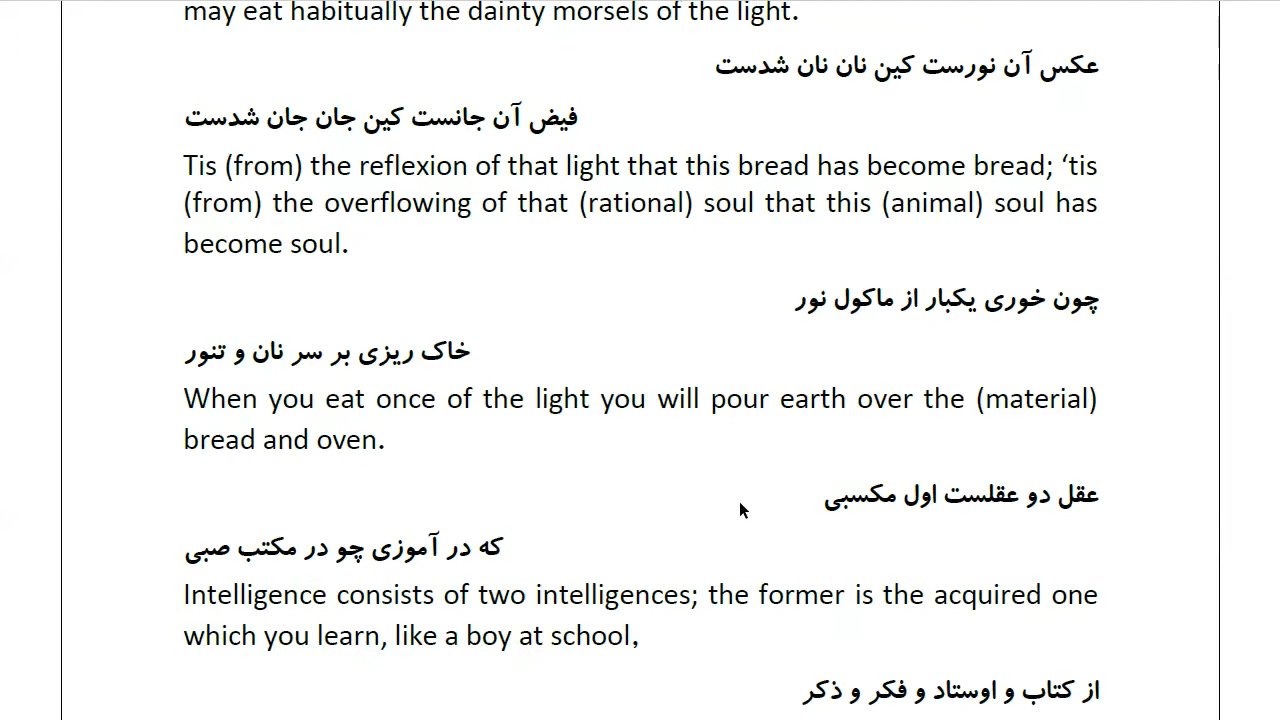 may eat habitually the dainty morsels of the light.
عکس آن نورست کین نان نان شدست
فیض آن جانست کین جان جان شدست
Tis (from) the reflexion of that light that this bread has become bread; ‘tis
(from) the overflowing of that (rational) soul that this (animal) soul has
become soul.
چون خوری یکبار از ماکول نور
خاک ریزی بر سر نان و تنور
When you eat once of the light you will pour earth over the (material)
bread and oven.
عقل دو عقلست اول مکسبی
که در آموزی چو در مکتب صبی
Intelligence consists of two intelligences; the former is the acquired one
which you learn, like a boy at school,
از کتاب و اوستاد و فکر و ذکر